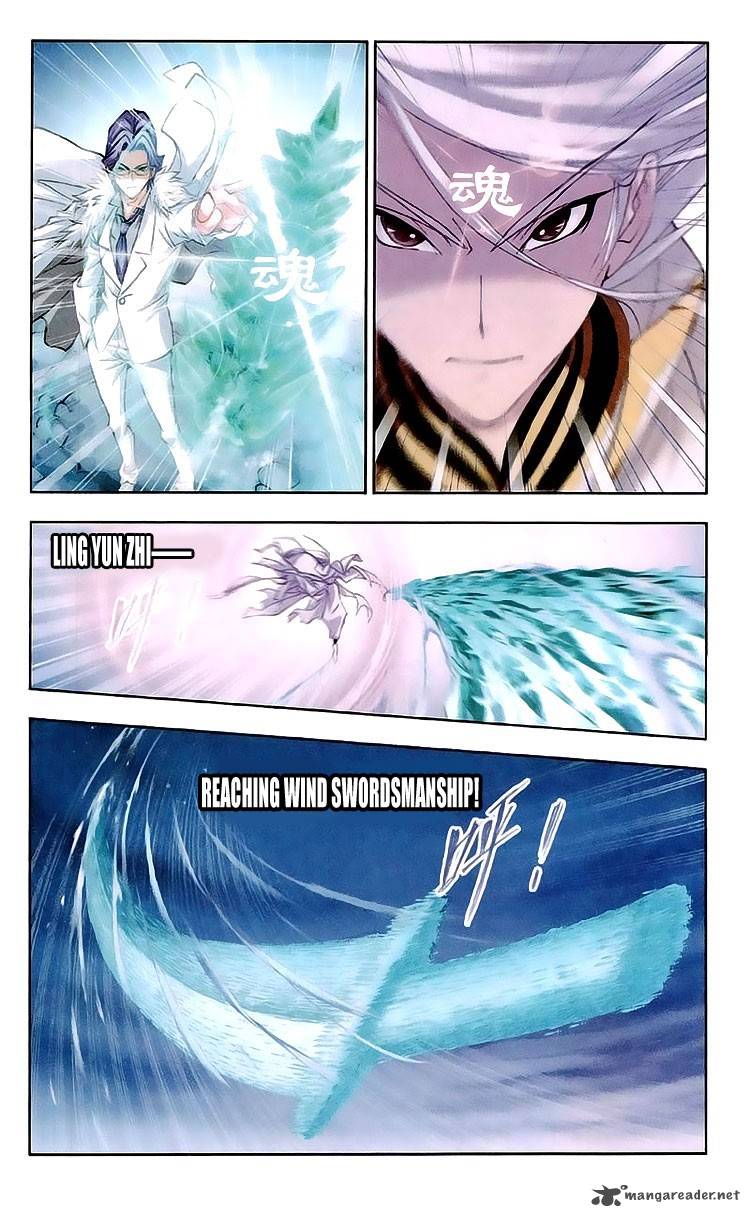 魂
魂
LING YUN ZHI——
呼!
REACHING WIND SWORDSMANSHIP!
呼!
mangareader.net